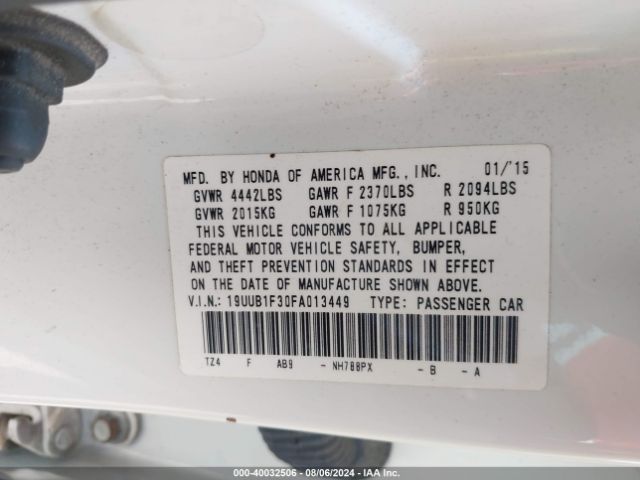 MFD. BY HONDA OF AMERICA MFG., INC. 01/'15
GVWR 4442LBS GAWR F 2370LBS R 2094LBS
GVWR 2015KG GAWR F 1075KG R 950KG
THIS VEHICLE CONFORMS TO ALL APPLICABLE
FEDERAL MOTOR VEHICLE SAFETY, BUMPER,
AND THEFT PREVENTION STANDARDS IN EFFECT
ON THE DATE OF MANUFACTURE SHOWN ABOVE.
V.I.N.: 19UUB1F30FA013449 TYPE: PASSENGER CAR
TZ4 F AB9 - NH788PX - B - A
000-40032506 - 08/06/2024 - IAA Inc.